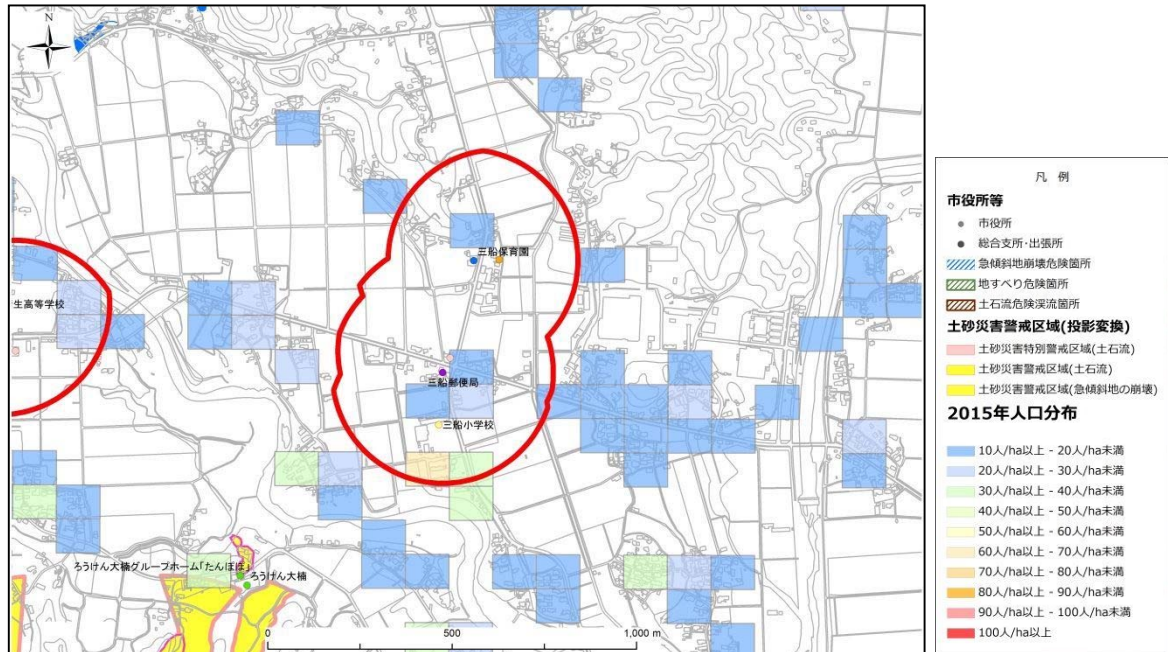 N
三船保育園
生高等学校
三船郵便局
三船小学校
ろうけん大楠グループホーム「たんぽぽ」
ろうけん大楠
0 500 1,000 m
凡 例
市役所等
市役所
総合支所・出張所
急傾斜地崩壊危険箇所
地すべり危険箇所
土石流危険渓流箇所
土砂災害警戒区域(投影変換)
土砂災害特別警戒区域(土石流)
土砂災害警戒区域(土石流)
土砂災害警戒区域(急傾斜地の崩壊)
2015年人口分布
10人/ha以上 - 20人/ha未満
20人/ha以上 - 30人/ha未満
30人/ha以上 - 40人/ha未満
40人/ha以上 - 50人/ha未満
50人/ha以上 - 60人/ha未満
60人/ha以上 - 70人/ha未満
70人/ha以上 - 80人/ha未満
80人/ha以上 - 90人/ha未満
90人/ha以上 - 100人/ha未満
100人/ha以上